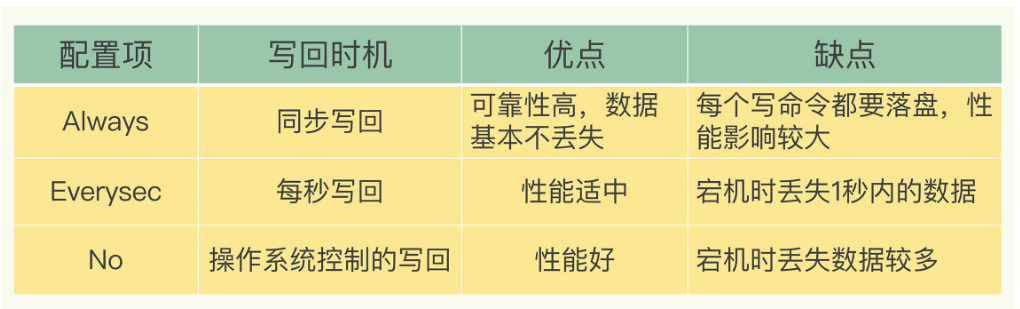 配置项 写回时机 优点 缺点
Always 同步写回 可靠性高，数据基本不丢失 每个写命令都要落盘，性能影响较大
Everysec 每秒写回 性能适中 宕机时丢失1秒内的数据
No 操作系统控制的写回 性能好 宕机时丢失数据较多